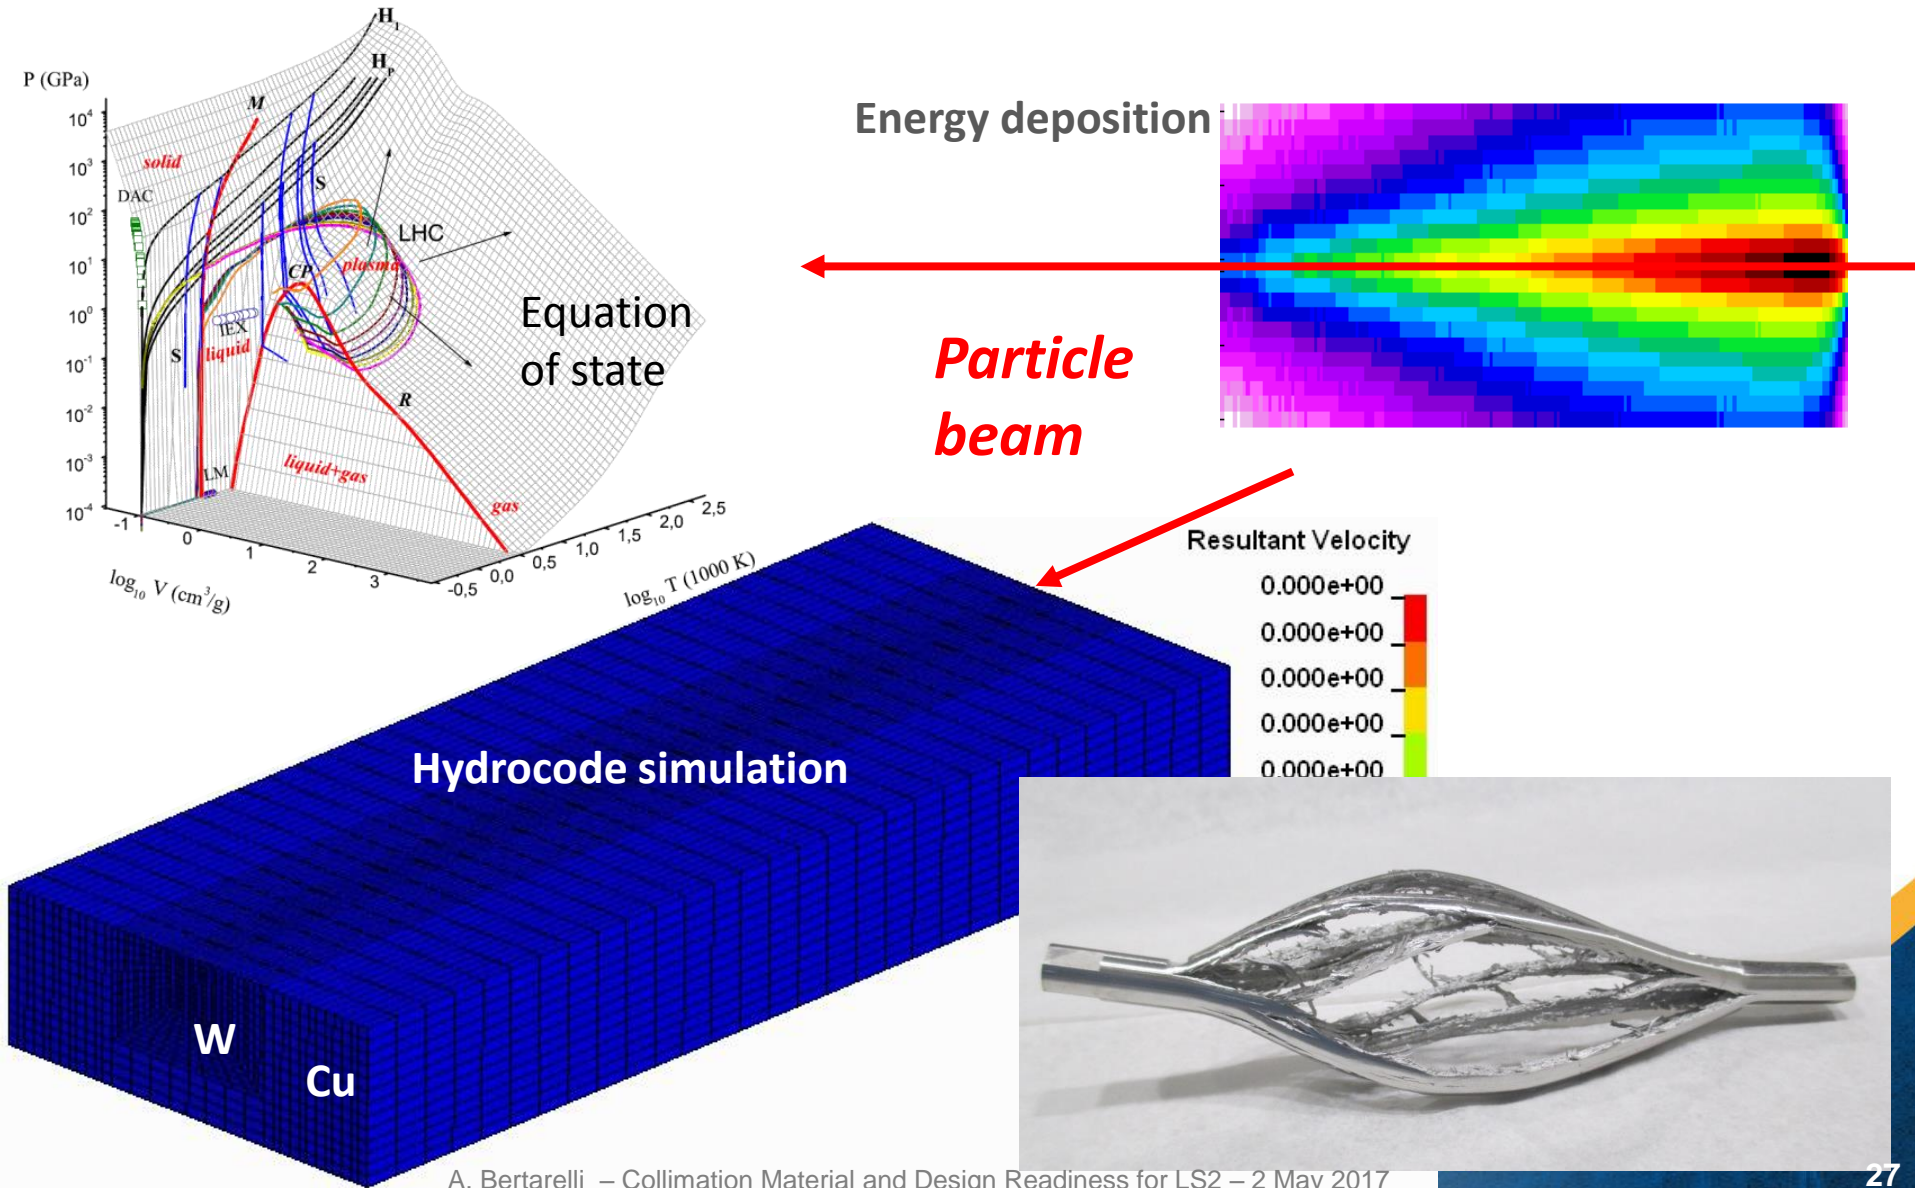 P (GPa)
10⁴
10³
10²
10¹
10⁰
10⁻¹
10⁻²
10⁻³
10⁻⁴
H₁
Hₚ
M
solid
DAC
S
LHC
CP
plasma
IEX
liquid
S
R
LM
liquid+gas
gas
-1
0
1
2
3
-0,5
0,0
0,5
1,0
1,5
2,0
2,5
log₁₀ V (cm³/g)
log₁₀ T (1000 K)
Equation
of state
Energy deposition
Particle
beam
Resultant Velocity
0.000e+00
0.000e+00
0.000e+00
0.000e+00
0.000e+00
Hydrocode simulation
W
Cu
A. Bertarelli – Collimation Material and Design Readiness for LS2 – 2 May 2017
27